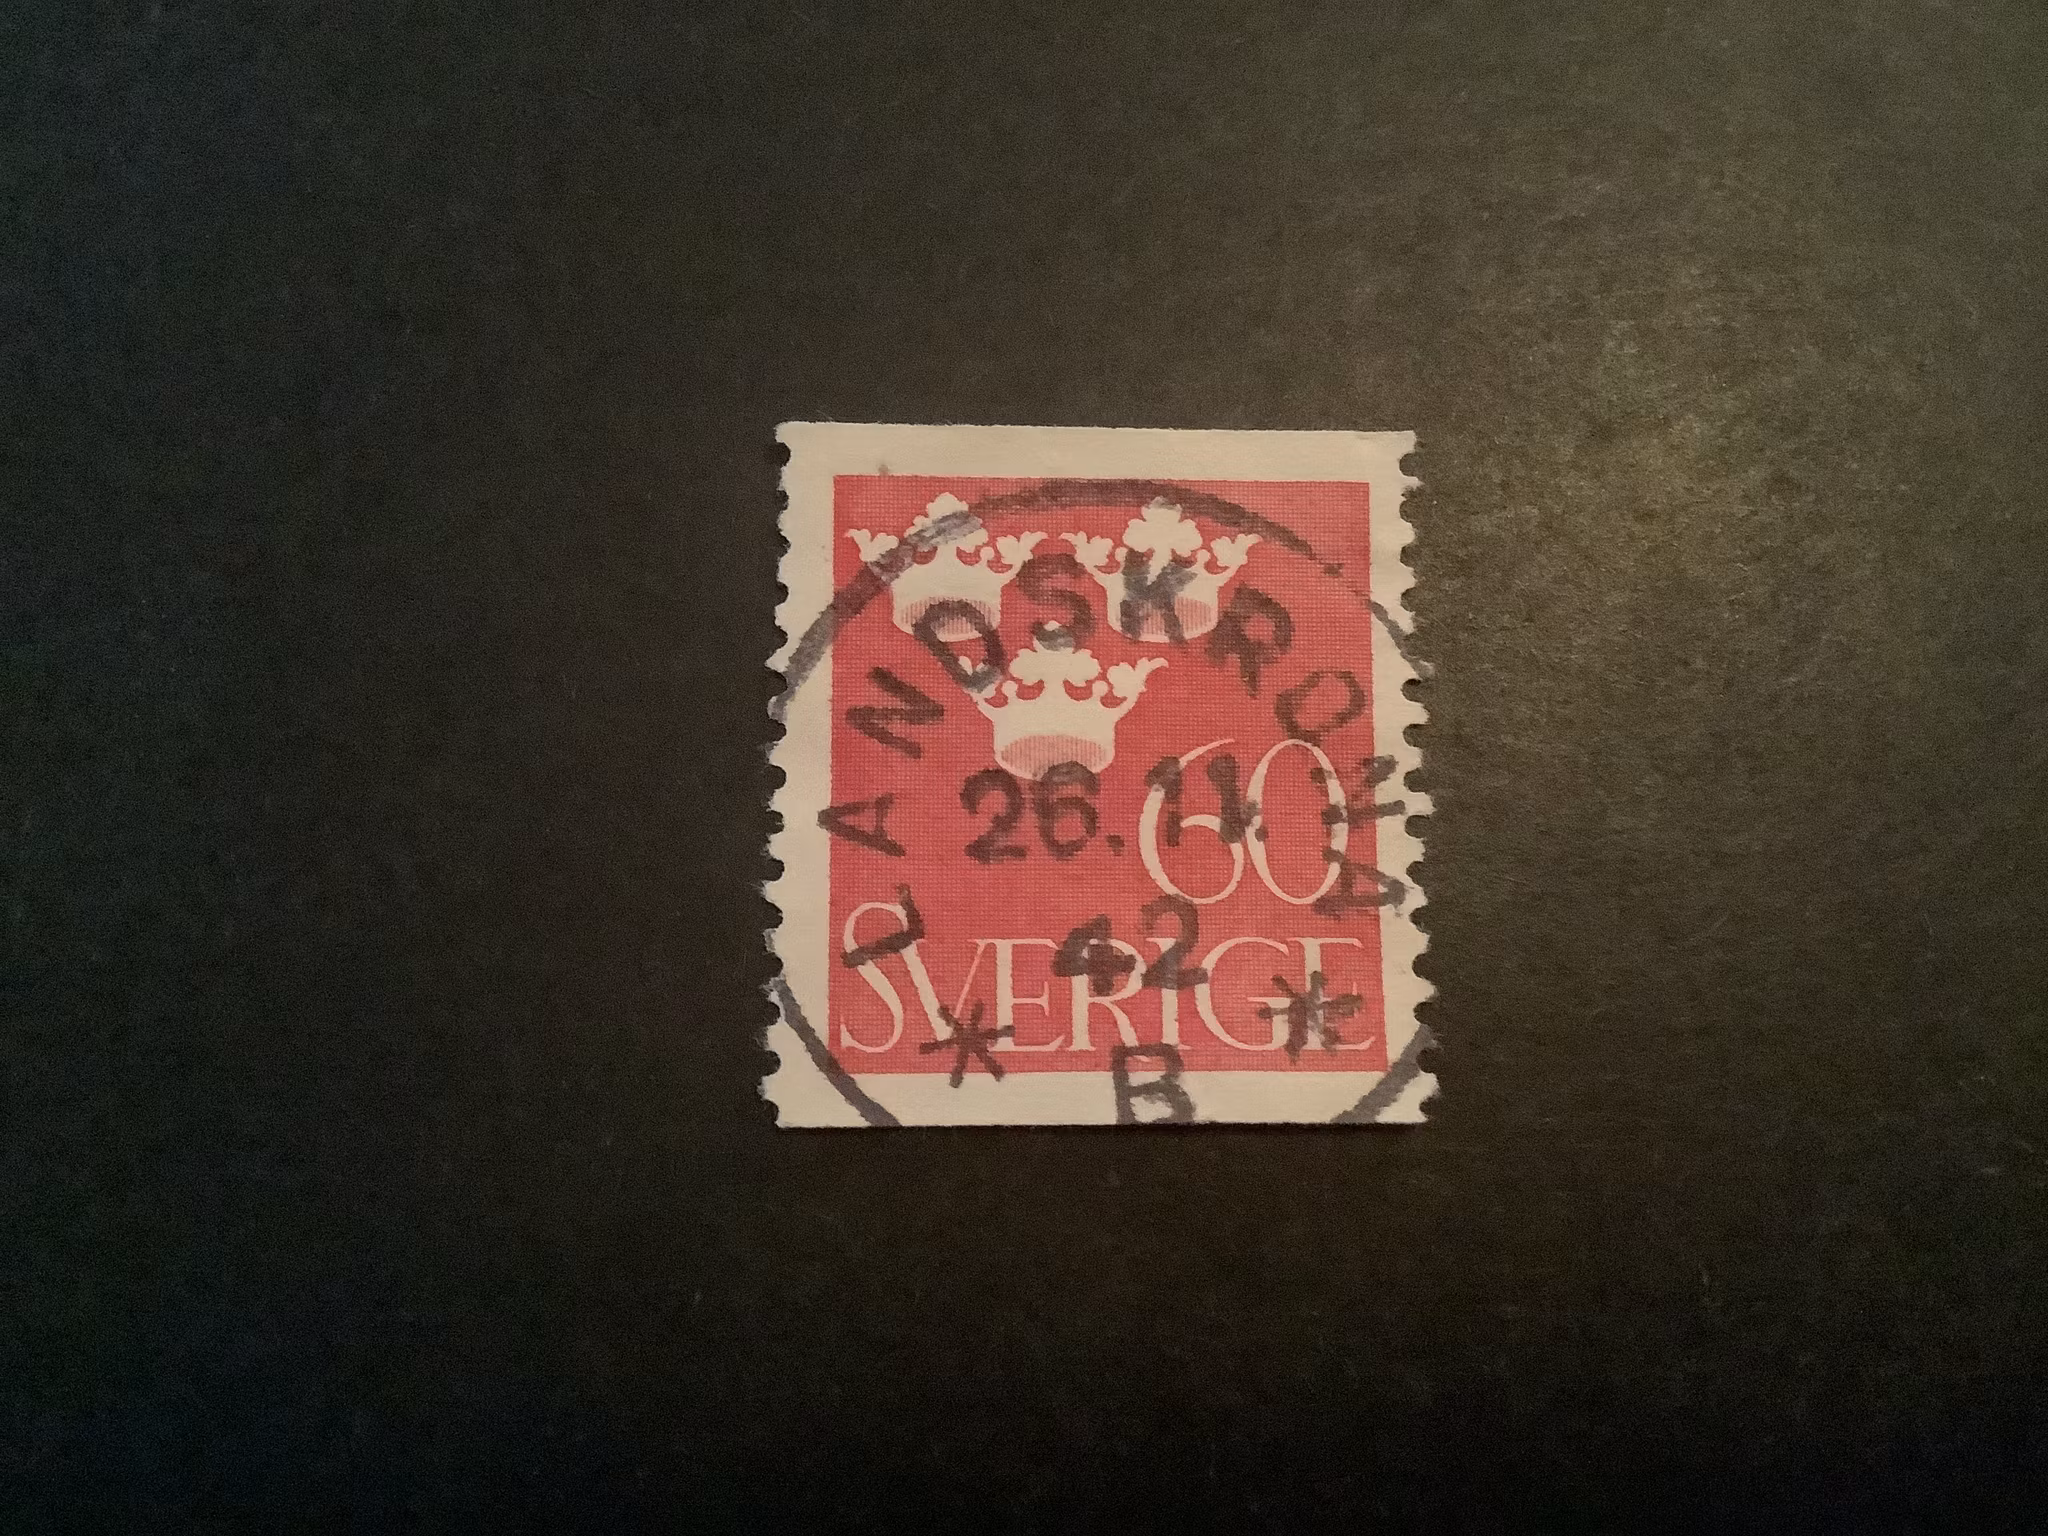 LANDSKRONA
60
26.11.
42
SVERIGE
* B *